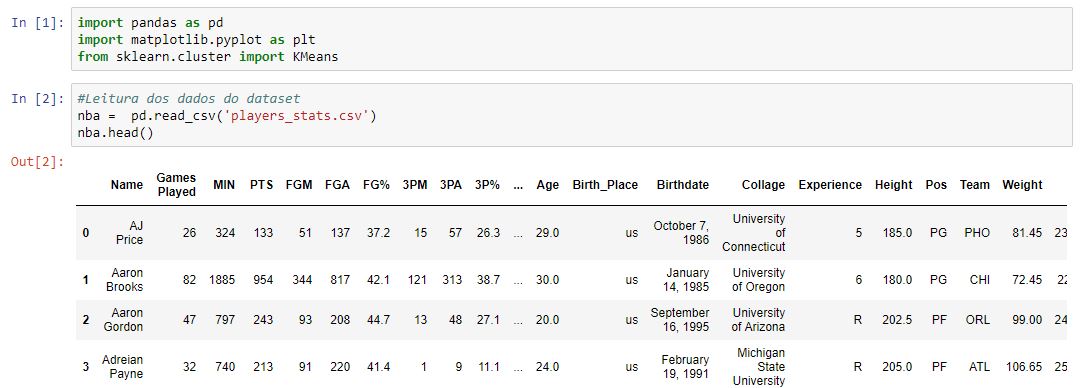 In [1]: import pandas as pd
import matplotlib.pyplot as plt
from sklearn.cluster import KMeans
In [2]: #Leitura dos dados do dataset
nba =  pd.read_csv('players_stats.csv')
nba.head()
Out[2]:
Name Games Played MIN PTS FGM FGA FG% 3PM 3PA 3P% ... Age Birth_Place Birthdate Collage Experience Height Pos Team Weight
0 AJ Price 26 324 133 51 137 37.2 15 57 26.3 ... 29.0 us October 7, 1986 University of Connecticut 5 185.0 PG PHO 81.45 23
1 Aaron Brooks 82 1885 954 344 817 42.1 121 313 38.7 ... 30.0 us January 14, 1985 University of Oregon 6 180.0 PG CHI 72.45 22
2 Aaron Gordon 47 797 243 93 208 44.7 13 48 27.1 ... 20.0 us September 16, 1995 University of Arizona R 202.5 PF ORL 99.00 24
3 Adreian Payne 32 740 213 91 220 41.4 1 9 11.1 ... 24.0 us February 19, 1991 Michigan State University R 205.0 PF ATL 106.65 25